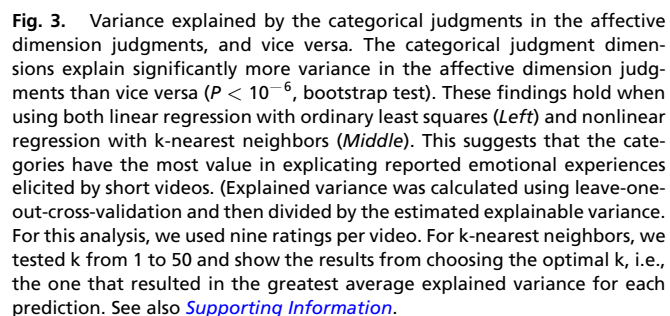 Fig. 3. Variance explained by the categorical judgments in the affective
dimension judgments, and vice versa. The categorical judgment dimen-
sions explain significantly more variance in the affective dimension judg-
ments than vice versa (P < 10−6, bootstrap test). These findings hold when
using both linear regression with ordinary least squares (Left) and nonlinear
regression with k-nearest neighbors (Middle). This suggests that the cate-
gories have the most value in explicating reported emotional experiences
elicited by short videos. (Explained variance was calculated using leave-one-
out-cross-validation and then divided by the estimated explainable variance.
For this analysis, we used nine ratings per video. For k-nearest neighbors, we
tested k from 1 to 50 and show the results from choosing the optimal k, i.e.,
the one that resulted in the greatest average explained variance for each
prediction. See also Supporting Information.